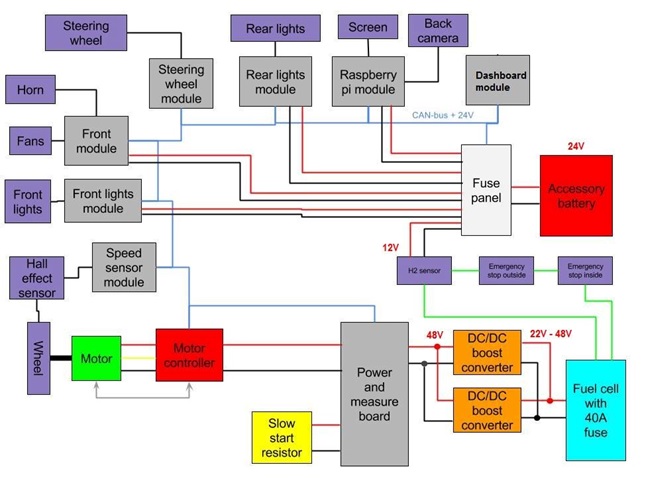 Steering
wheel
Rear lights
Screen
Back
camera
Steering
wheel
module
Rear lights
module
Raspberry
pi module
Dashboard
module
Horn
CAN-bus + 24V
Fans
Front
module
24V
Fuse
panel
Accessory
battery
Front
lights
Front lights
module
12V
Hall
effect
sensor
Speed
sensor
module
H2 sensor
Emergency
stop outside
Emergency
stop inside
Wheel
Motor
Motor
controller
Power
and
measure
board
48V
22V - 48V
DC/DC
boost
converter
DC/DC
boost
converter
Fuel cell
with
40A
fuse
Slow
start
resistor